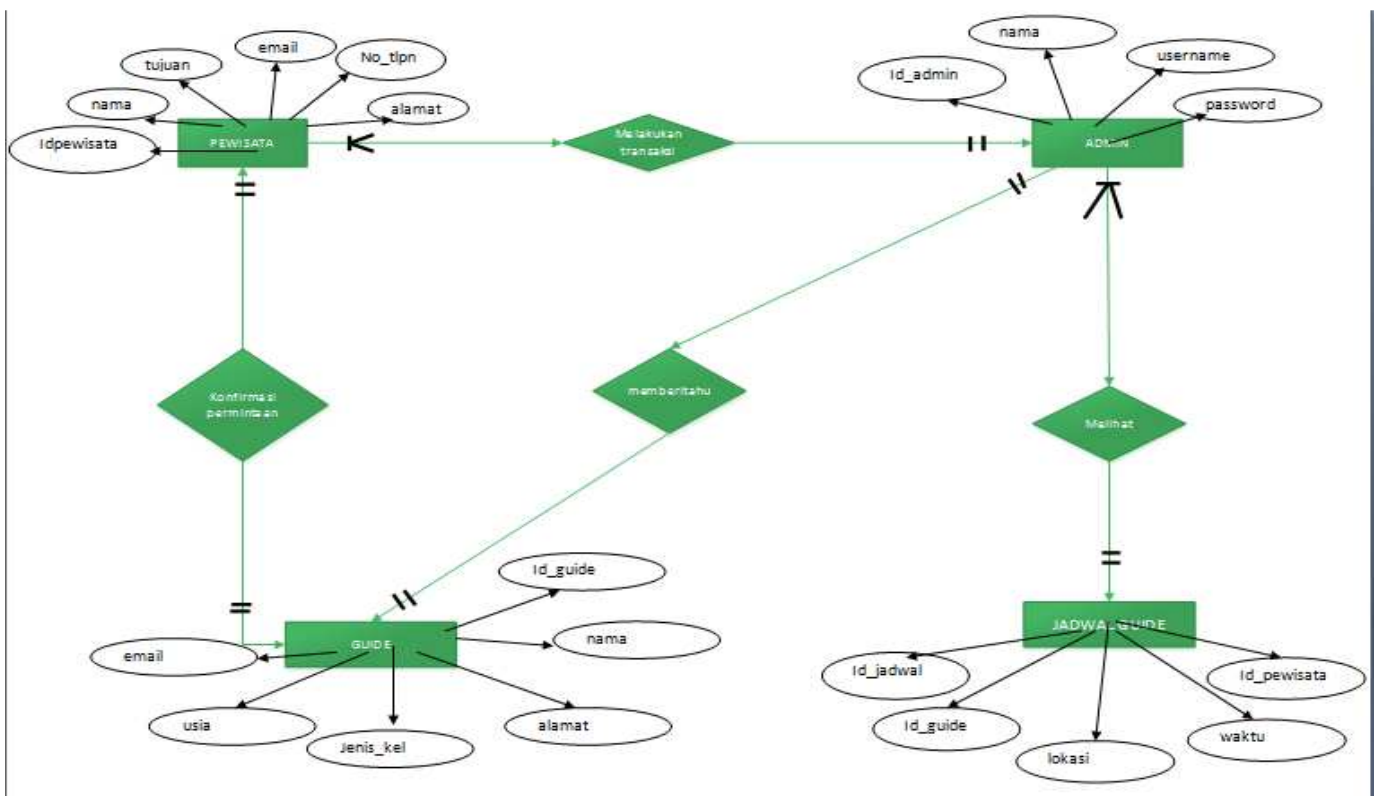 nama
email
No_tlpn
username
tujuan
Id_admin
nama
alamat
password
Idpewisata
PEWISATA
Melakukan
transaksi
ADMIN
Konfirmasi
permintaan
memberitahu
Melihat
Id_guide
JADWAL GUIDE
GUIDE
nama
email
Id_jadwal
Id_pewisata
usia
alamat
Id_guide
waktu
Jenis_kel
lokasi